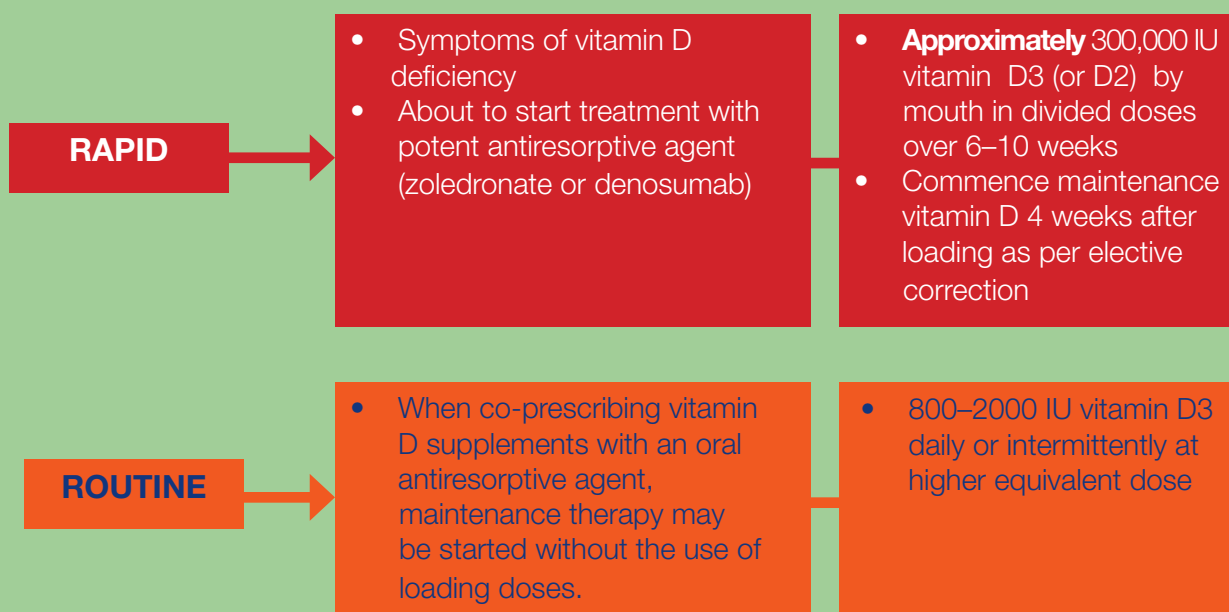 RAPID
• Symptoms of vitamin D
deficiency
• About to start treatment with
potent antiresorptive agent
(zoledronate or denosumab)
• Approximately 300,000 IU
vitamin D3 (or D2) by
mouth in divided doses
over 6–10 weeks
• Commence maintenance
vitamin D 4 weeks after
loading as per elective
correction
ROUTINE
• When co-prescribing vitamin
D supplements with an oral
antiresorptive agent,
maintenance therapy may
be started without the use of
loading doses.
• 800–2000 IU vitamin D3
daily or intermittently at
higher equivalent dose